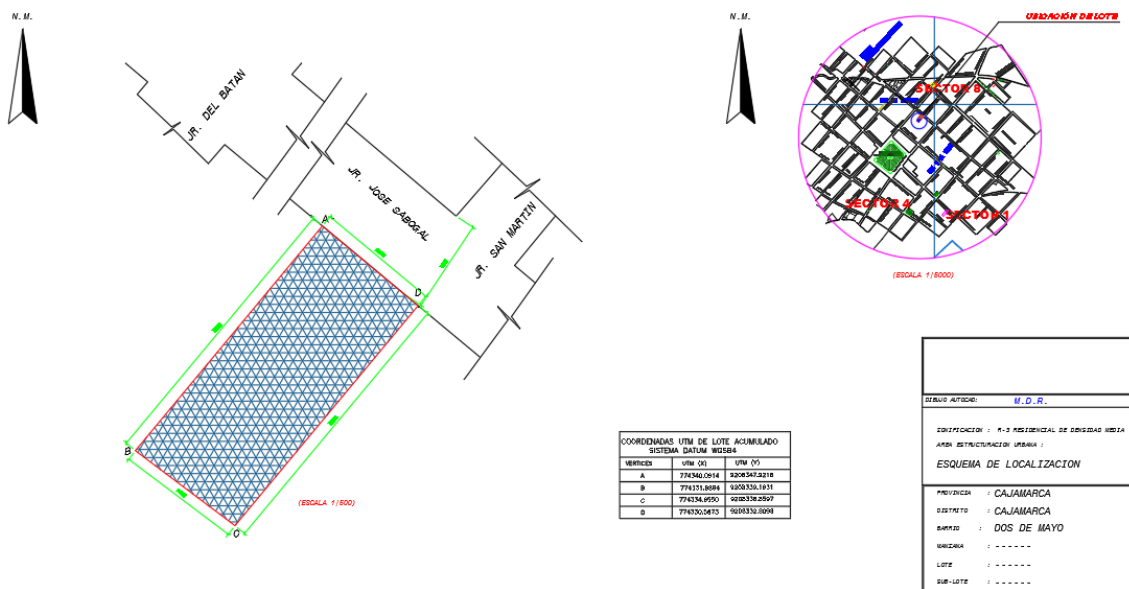 N.M.
JR. DEL BATAN
JR. JOSE SABOGAL
JR. SAN MARTIN
A
D
B
C
(ESCALA 1/500)
N.M.
UBICACIÓN DE LOTE
SECTOR 8
SECTOR 4
SECTOR 1
(ESCALA 1/5000)
COORDENADAS UTM DE LOTE ACUMULADO
SISTEMA DATUM WGS84
VERTICES UTM (X) UTM (Y)
A
B
C
D
DIBUJO AUTOCAD: M.D.R.
ZONIFICACION : R-3 RESIDENCIAL DE DENSIDAD MEDIA
AREA ESTRUCTURACION URBANA :
ESQUEMA DE LOCALIZACION
PROVINCIA : CAJAMARCA
DISTRITO : CAJAMARCA
BARRIO : DOS DE MAYO
MANZANA : ------
LOTE : ------
SUB-LOTE : ------